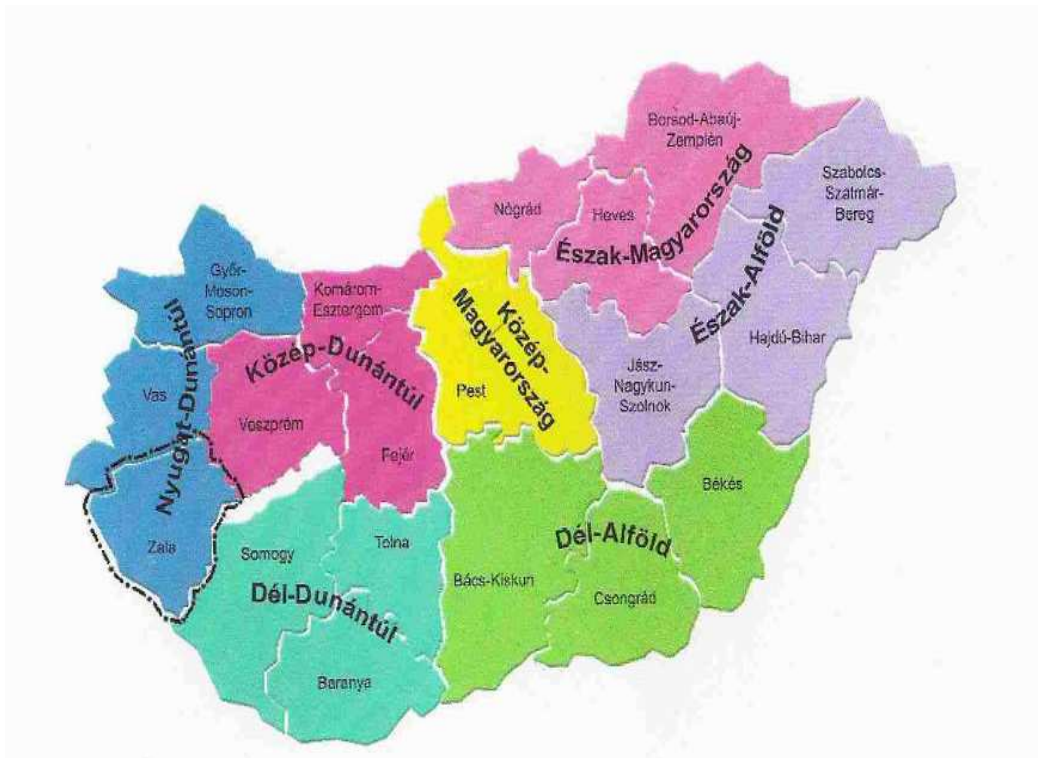 Borsod-Abaúj-
Zemplén
Szabolcs-
Szatmár-
Bereg
Nógrád
Heves
Észak-Magyarország
Észak-Alföld
Győr-
Moson-
Sopron
Komárom-
Esztergom
Közép-
Magyarország
Hajdú-Bihar
Nyugat-Dunántúl
Közép-Dunántúl
Jász-
Nagykun-
Szolnok
Vas
Pest
Veszprém
Fejér
Békés
Zala
Somogy
Tolna
Dél-Alföld
Bács-Kiskun
Dél-Dunántúl
Csongrád
Baranya